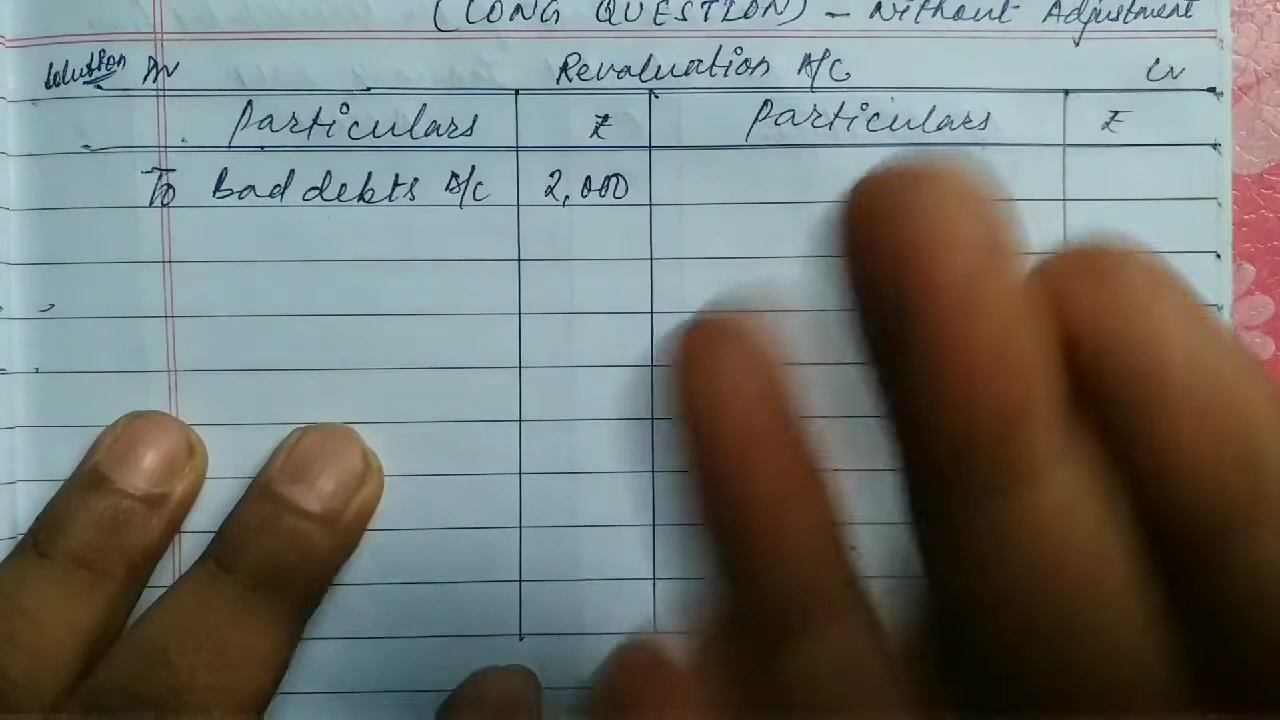 (LONG QUESTION) - Without Adjustment
Solution Dr Revaluation A/C Cr
Particulars ₹ Particulars ₹
To Bad debts A/c 2,000